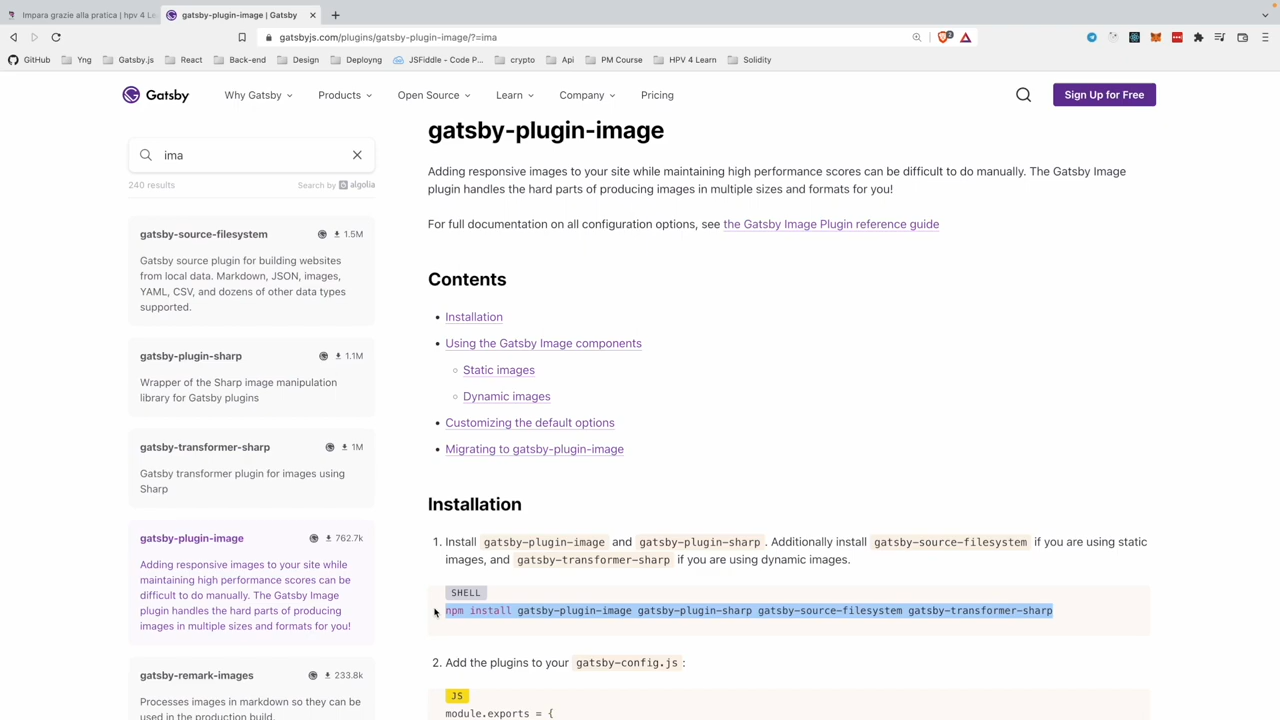 Impara grazie alla pratica | hpv 4 Le
gatsby-plugin-image | Gatsby
gatsbyjs.com/plugins/gatsby-plugin-image/?=ima
GitHub Yng Gatsby.js React Back-end Design Deployng JSFiddle - Code P... crypto Api PM Course HPV 4 Learn Solidity
Gatsby Why Gatsby Products Open Source Learn Company Pricing Sign Up for Free
ima
240 results Search by algolia
gatsby-source-filesystem 1.5M
Gatsby source plugin for building websites
from local data. Markdown, JSON, images,
YAML, CSV, and dozens of other data types
supported.
gatsby-plugin-sharp 1.1M
Wrapper of the Sharp image manipulation
library for Gatsby plugins
gatsby-transformer-sharp 1M
Gatsby transformer plugin for images using
Sharp
gatsby-plugin-image 762.7k
Adding responsive images to your site while
maintaining high performance scores can be
difficult to do manually. The Gatsby Image
plugin handles the hard parts of producing
images in multiple sizes and formats for you!
gatsby-remark-images 233.8k
Processes images in markdown so they can be
used in the production build.
gatsby-plugin-image
Adding responsive images to your site while maintaining high performance scores can be difficult to do manually. The Gatsby Image
plugin handles the hard parts of producing images in multiple sizes and formats for you!
For full documentation on all configuration options, see the Gatsby Image Plugin reference guide
Contents
• Installation
• Using the Gatsby Image components
◦ Static images
◦ Dynamic images
• Customizing the default options
• Migrating to gatsby-plugin-image
Installation
1. Install gatsby-plugin-image and gatsby-plugin-sharp. Additionally install gatsby-source-filesystem if you are using static
images, and gatsby-transformer-sharp if you are using dynamic images.
SHELL
npm install gatsby-plugin-image gatsby-plugin-sharp gatsby-source-filesystem gatsby-transformer-sharp
2. Add the plugins to your gatsby-config.js:
JS
module.exports = {